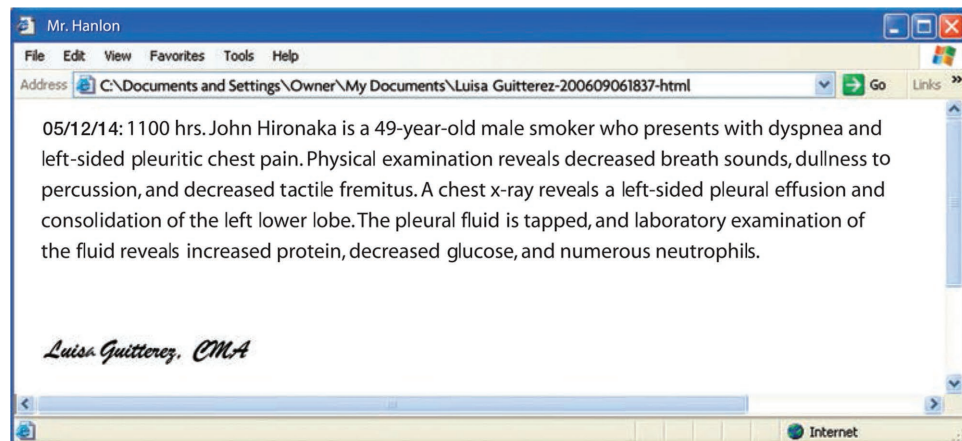 Mr. Hanlon
File Edit View Favorites Tools Help
Address C:\Documents and Settings\Owner\My Documents\Luisa Guitterez-200609061837-html Go Links »
05/12/14: 1100 hrs. John Hironaka is a 49-year-old male smoker who presents with dyspnea and
left-sided pleuritic chest pain. Physical examination reveals decreased breath sounds, dullness to
percussion, and decreased tactile fremitus. A chest x-ray reveals a left-sided pleural effusion and
consolidation of the left lower lobe. The pleural fluid is tapped, and laboratory examination of
the fluid reveals increased protein, decreased glucose, and numerous neutrophils.
Luisa Guitterez, CMA
Internet